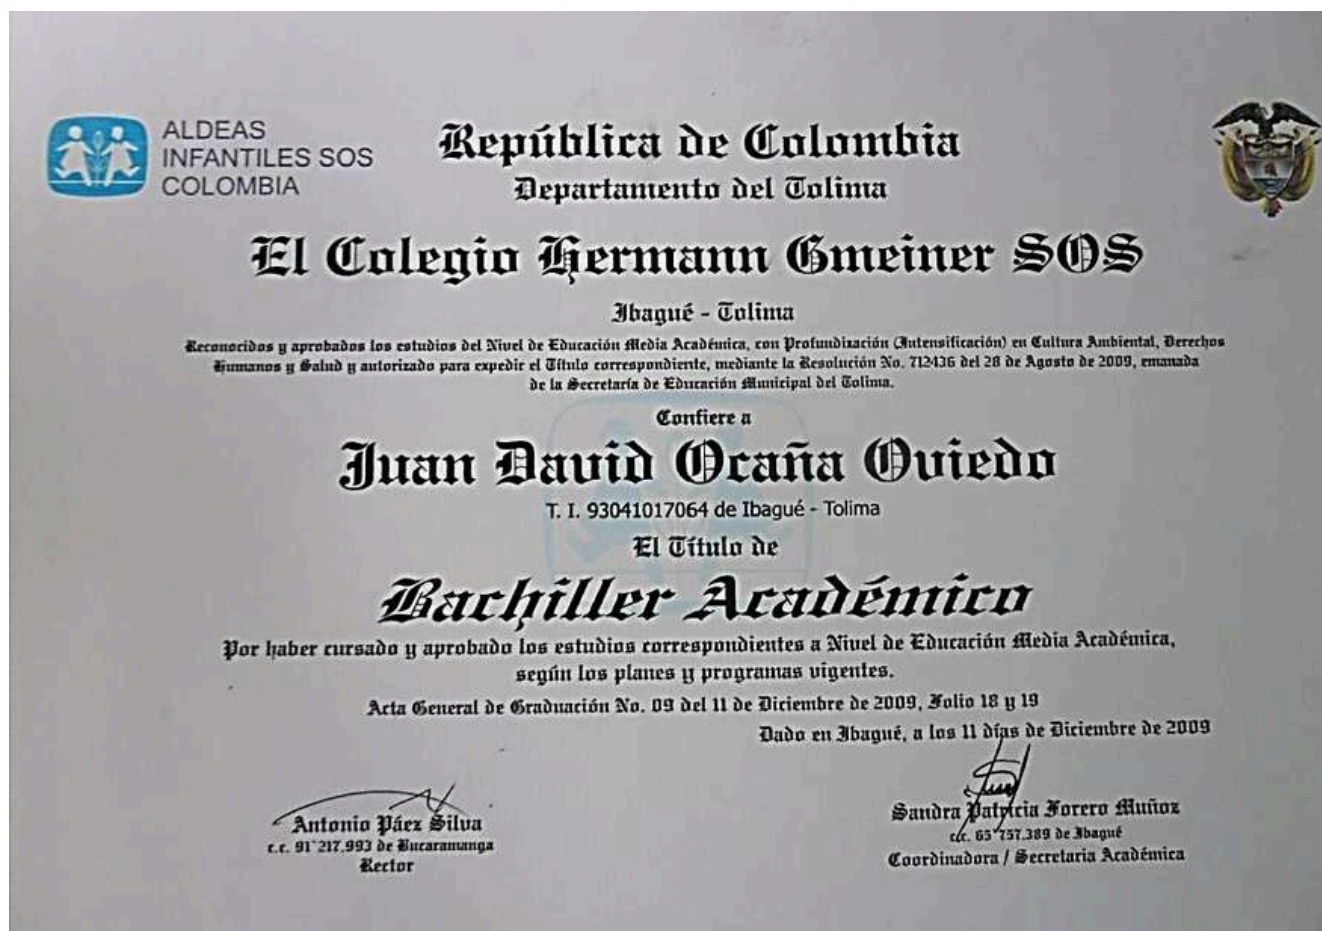 ALDEAS
INFANTILES SOS
COLOMBIA
República de Colombia
Departamento del Tolima
El Colegio Hermann Gmeiner SOS
Ibagué - Tolima
Reconocidos y aprobados los estudios del Nivel de Educación Media Académica, con Profundización (Intensificación) en Cultura Ambiental, Derechos
Humanos y Salud y autorizado para expedir el Título correspondiente, mediante la Resolución No. 712436 del 28 de Agosto de 2009, emanada
de la Secretaría de Educación Municipal del Tolima.
Confiere a
Juan David Ocaña Oviedo
T. I. 93041017064 de Ibagué - Tolima
El Título de
Bachiller Académico
Por haber cursado y aprobado los estudios correspondientes a Nivel de Educación Media Académica,
según los planes y programas vigentes.
Acta General de Graduación No. 09 del 11 de Diciembre de 2009, Folio 18 y 19
Dado en Ibagué, a los 11 días de Diciembre de 2009
Antonio Páez Silva
c.c. 91`217.993 de Bucaramanga
Rector
Sandra Patricia Forero Muñoz
c.c. 65`757.389 de Ibagué
Coordinadora / Secretaria Académica